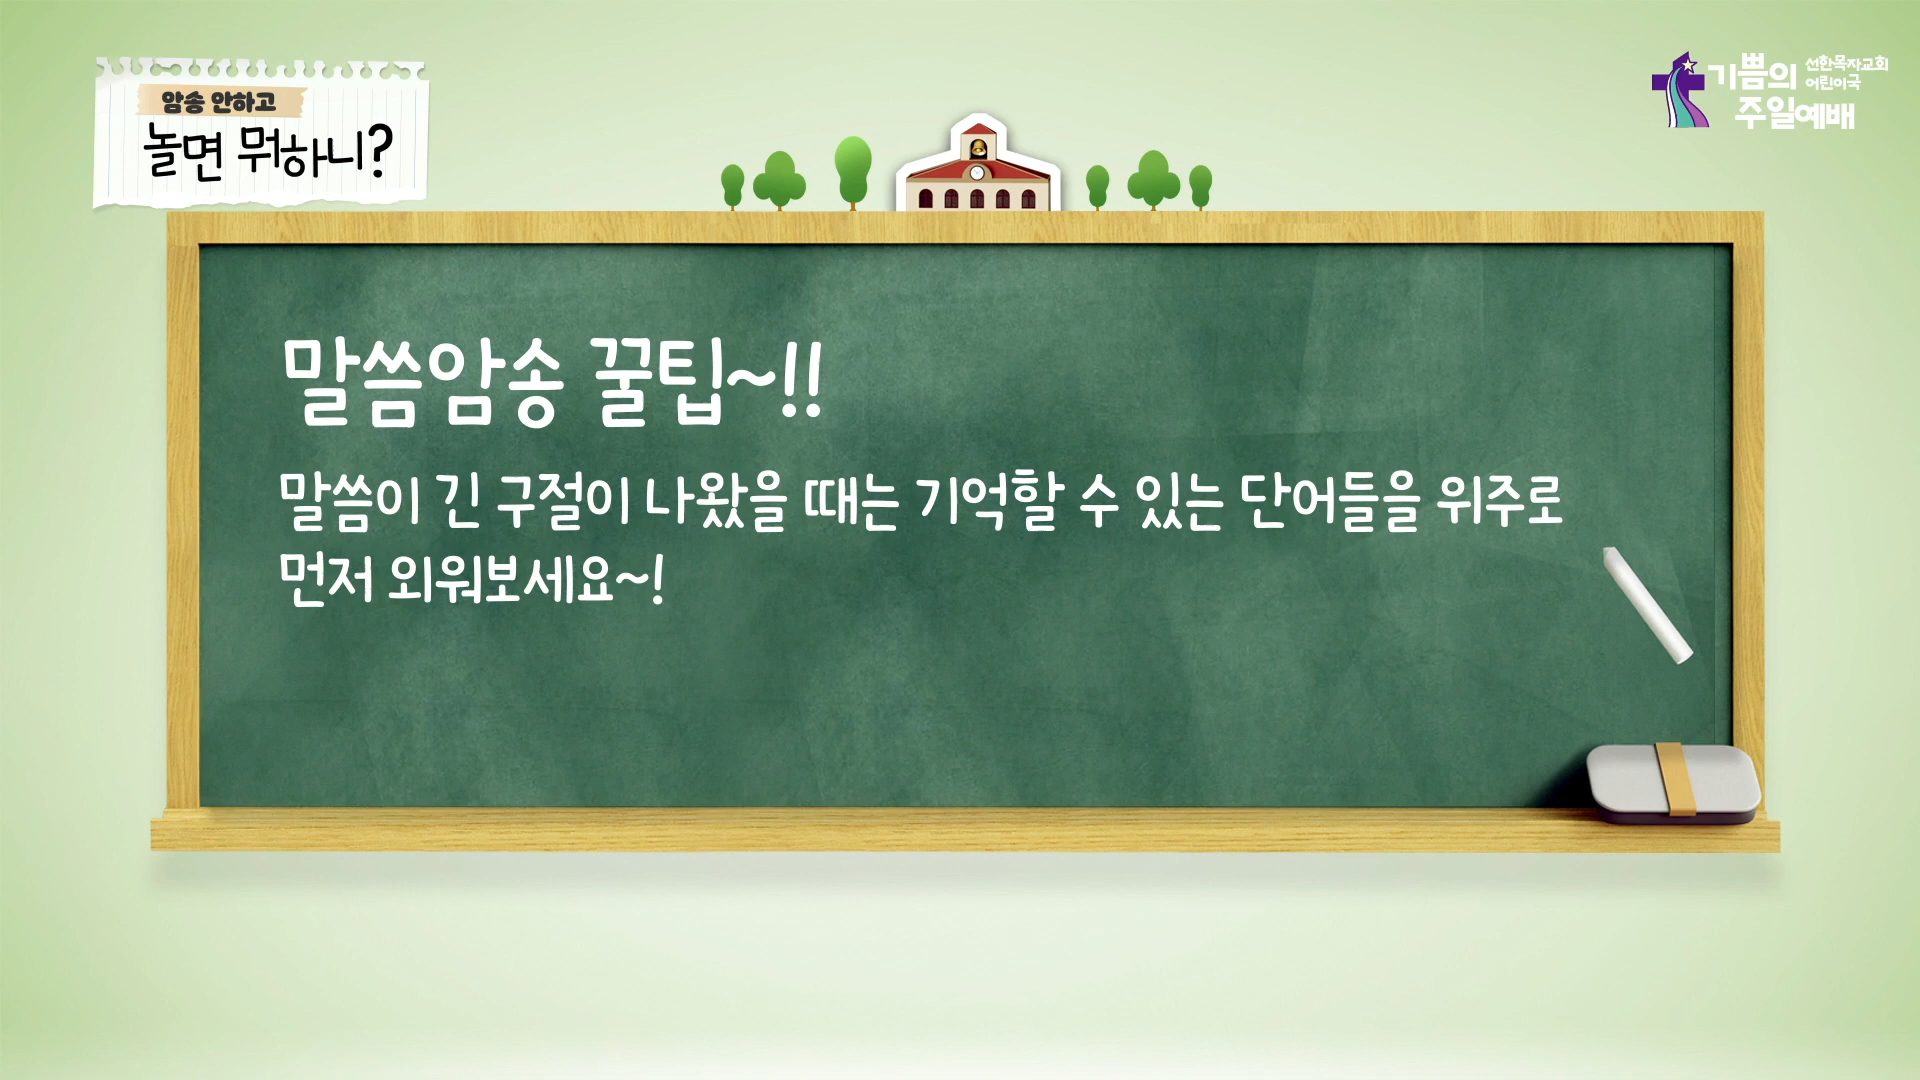 암송 안하고
놀면 뭐하니?
기쁨의 선한목자교회
어린이국
주일예배
말씀암송 꿀팁~!!
말씀이 긴 구절이 나왔을 때는 기억할 수 있는 단어들을 위주로
먼저 외워보세요~!